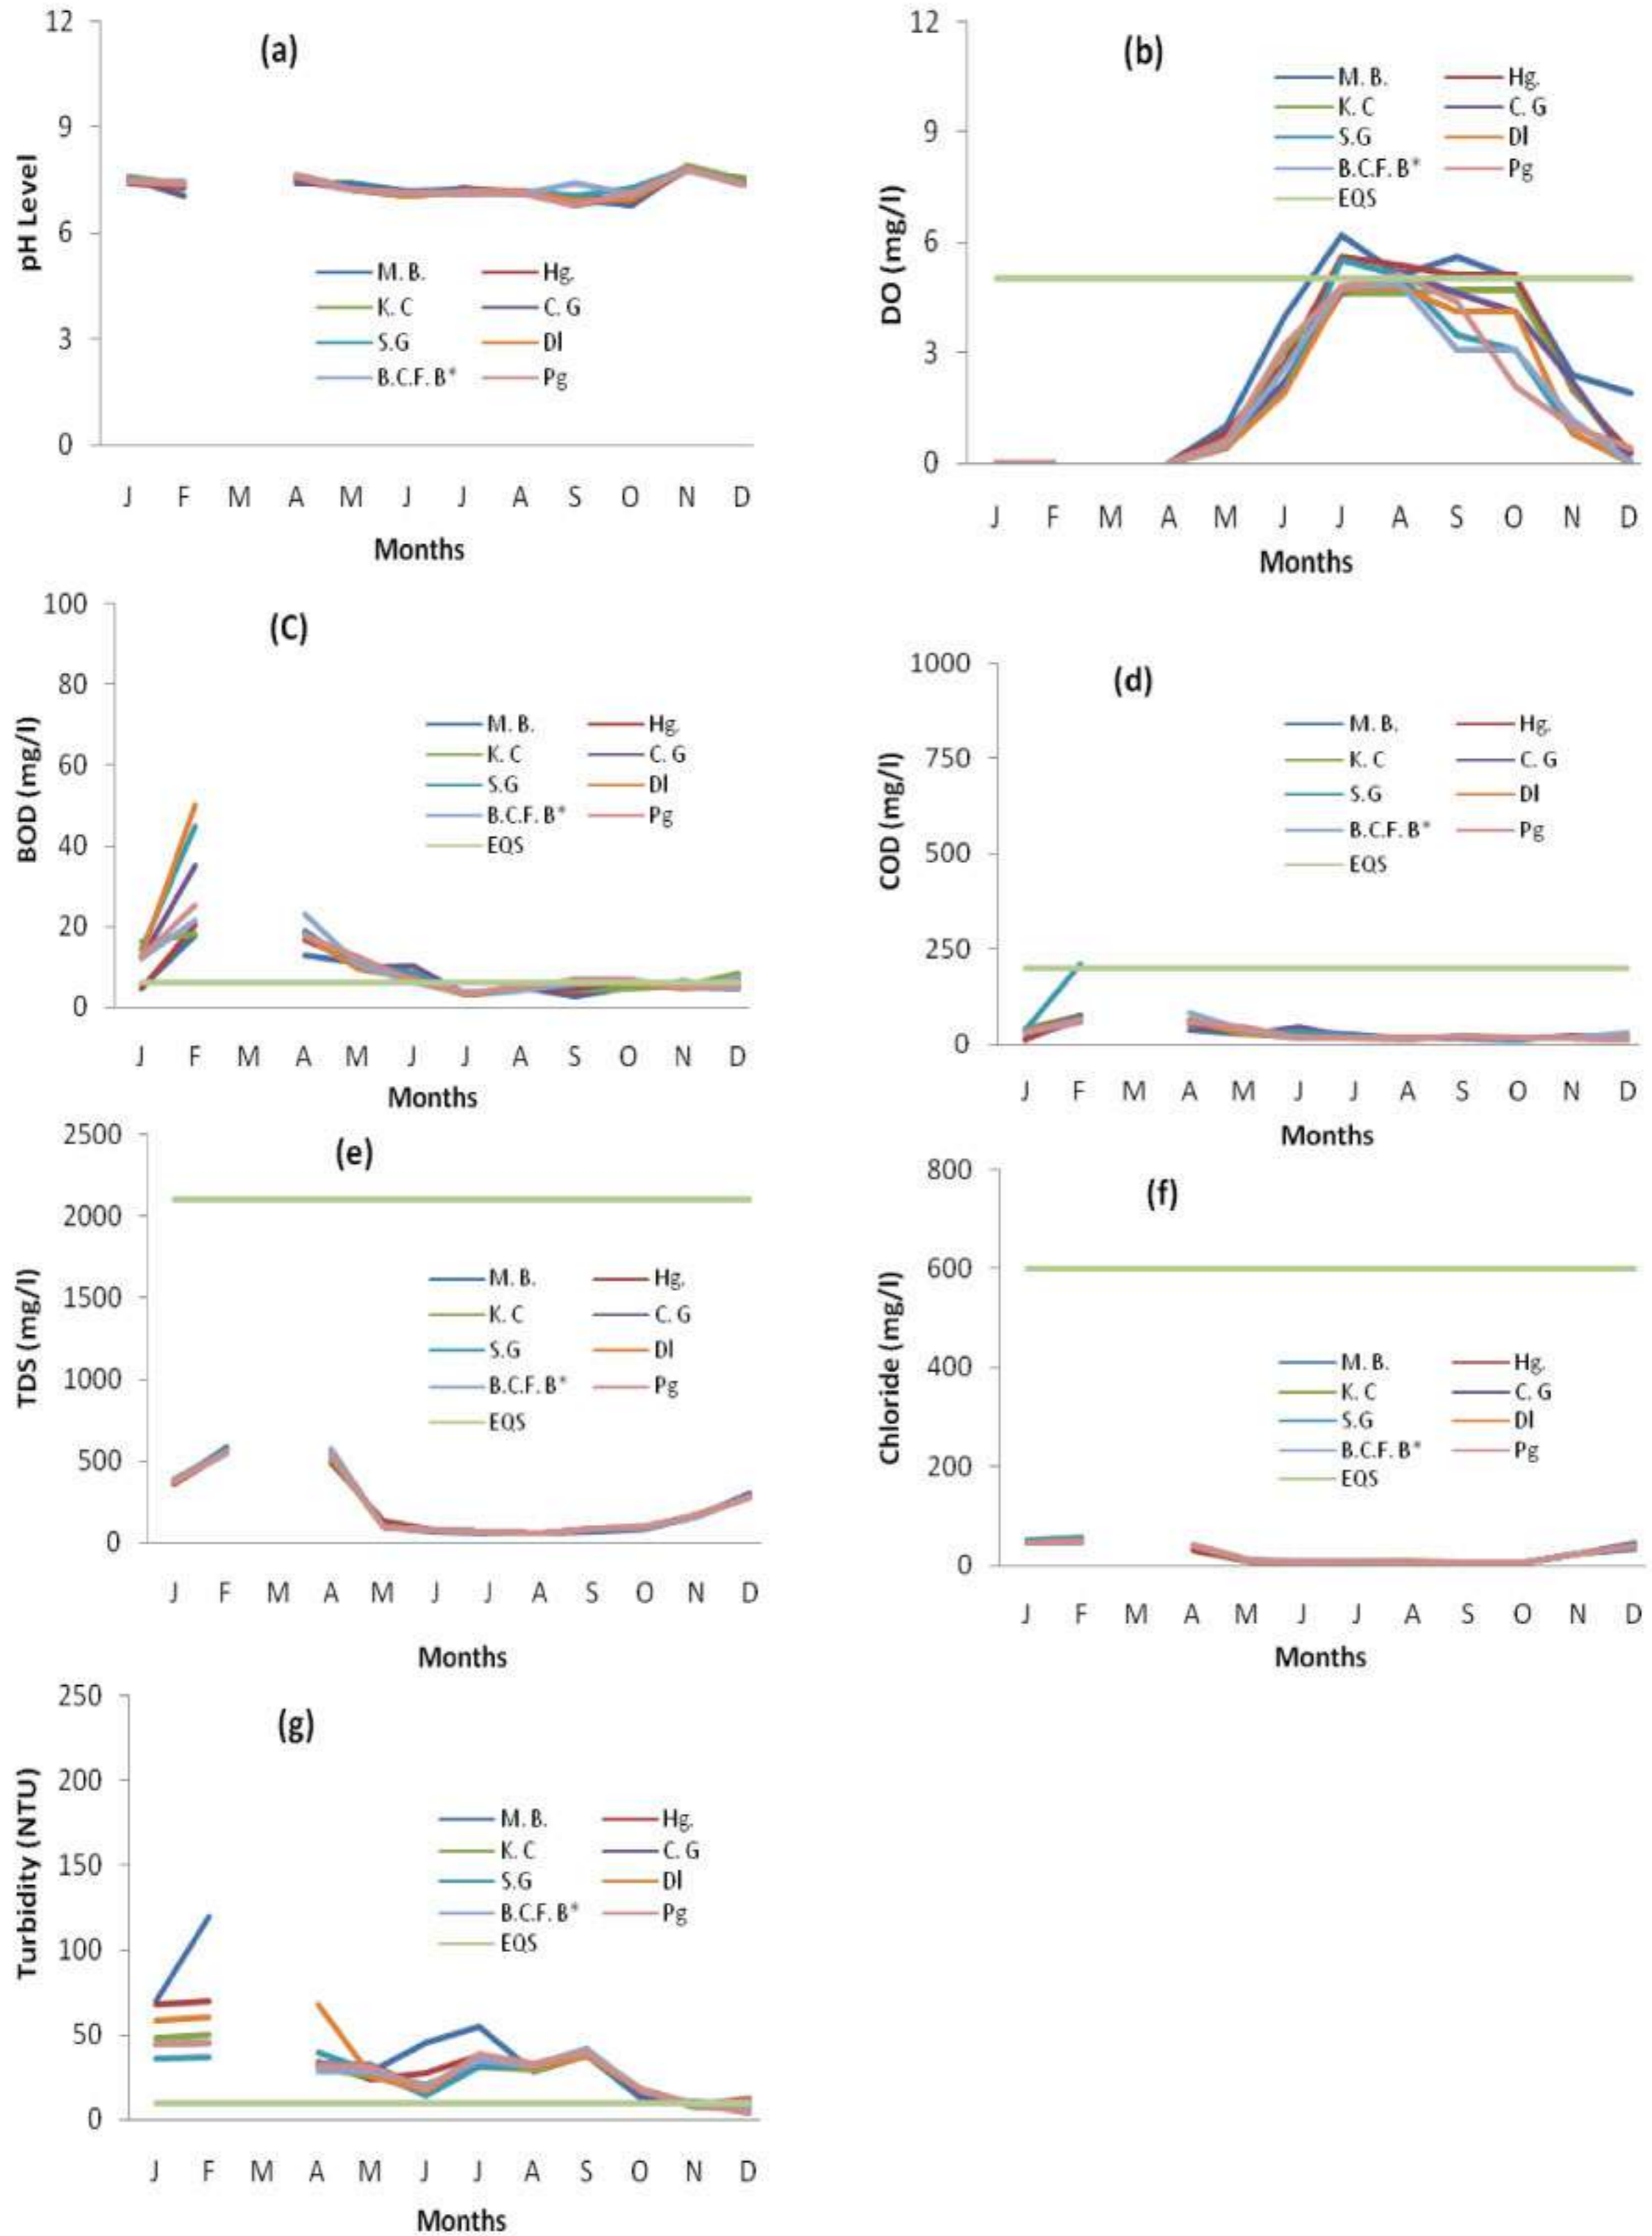 (a)
12
9
6
3
0
pH Level
M. B. Hg.
K. C C. G
S.G Dl
B.C.F. B* Pg
J F M A M J J A S O N D
Months
(b)
12
9
6
3
0
DO (mg/l)
M. B. Hg.
K. C C. G
S.G Dl
B.C.F. B* Pg
EQS
J F M A M J J A S O N D
Months
(C)
100
80
60
40
20
0
BOD (mg/l)
M. B. Hg.
K. C C. G
S.G Dl
B.C.F. B* Pg
EQS
J F M A M J J A S O N D
Months
(d)
1000
750
500
250
0
COD (mg/l)
M. B. Hg.
K. C C. G
S.G Dl
B.C.F. B* Pg
EQS
J F M A M J J A S O N D
Months
(e)
2500
2000
1500
1000
500
0
TDS (mg/l)
M. B. Hg.
K. C C. G
S.G Dl
B.C.F. B* Pg
EQS
J F M A M J J A S O N D
Months
(f)
800
600
400
200
0
Chloride (mg/l)
M. B. Hg.
K. C C. G
S.G Dl
B.C.F. B* Pg
EQS
J F M A M J J A S O N D
Months
(g)
250
200
150
100
50
0
Turbidity (NTU)
M. B. Hg.
K. C C. G
S.G Dl
B.C.F. B* Pg
EQS
J F M A M J J A S O N D
Months